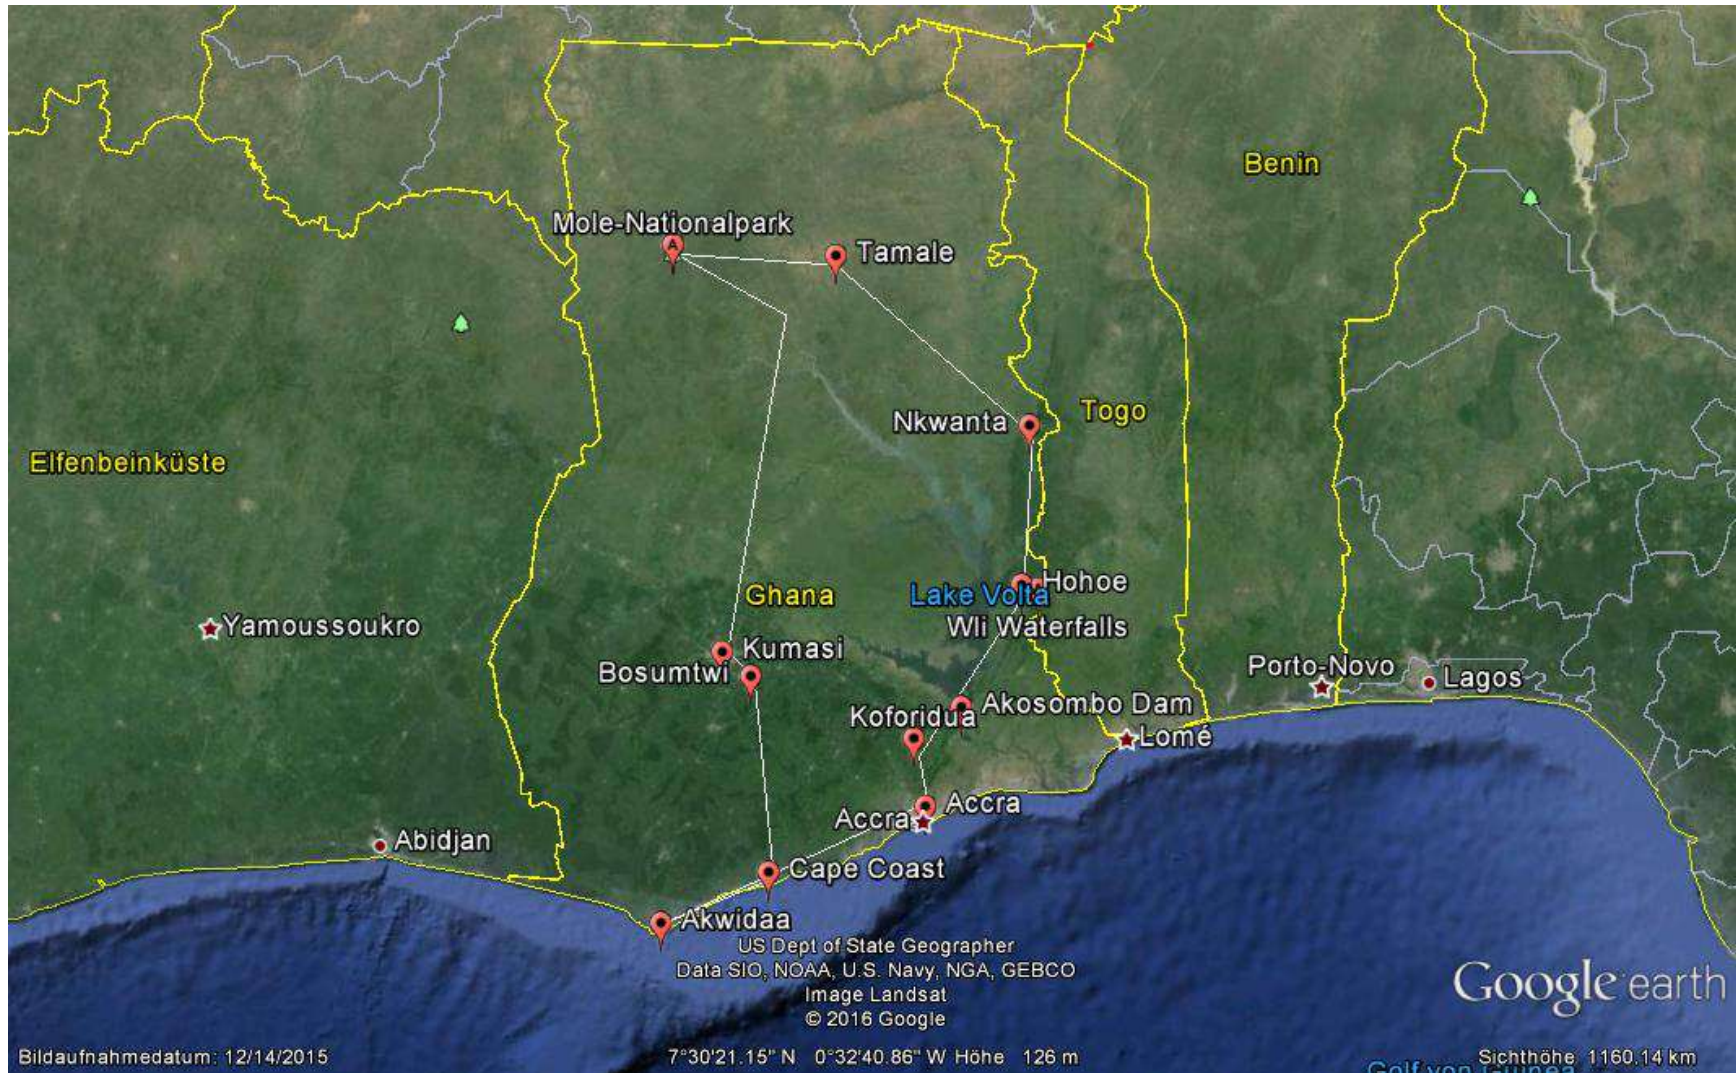 Benin
Mole-Nationalpark
A
Tamale
Togo
Nkwanta
Elfenbeinküste
Hohoe
Ghana
Lake Volta
Yamoussoukro
Wli Waterfalls
Kumasi
Bosumtwi
Porto-Novo
Lagos
Akosombo Dam
Koforidua
Lomé
Accra
Accra
Abidjan
Cape Coast
Akwidaa
US Dept of State Geographer
Data SIO, NOAA, U.S. Navy, NGA, GEBCO
Image Landsat
© 2016 Google
Google earth
Bildaufnahmedatum: 12/14/2015
7°30'21.15" N 0°32'40.86" W Höhe 126 m
Sichthöhe 1160.14 km
Golf von Guinea